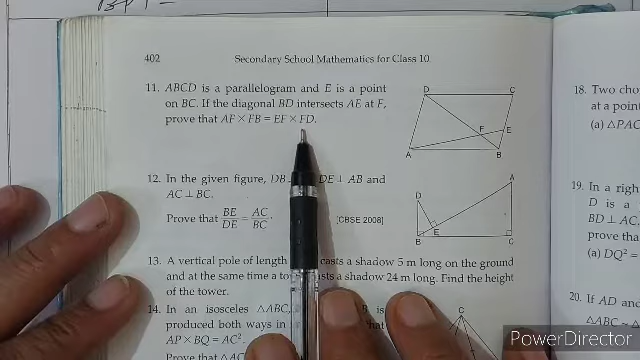 402
Secondary School Mathematics for Class 10
11. ABCD is a parallelogram and E is a point
on BC. If the diagonal BD intersects AE at F,
prove that AF × FB = EF × FD.
D C
F E
A B
12. In the given figure, DB DE ⊥ AB and
AC ⊥ BC.
Prove that BE/DE = AC/BC. [CBSE 2008]
A
D
B E C
13. A vertical pole of length casts a shadow 5 m long on the ground
and at the same time a casts a shadow 24 m long. Find the height
of the tower.
14. In an isosceles △ABC, is
produced both ways in that
AP × BQ = AC².
Prove that
C
18. Two cho
at a point
(a) △PAC
19. In a righ
D is a
BD ⊥ AC,
prove tha
(a) DQ² =
20. If AD and
△ABC ~
PowerDirector